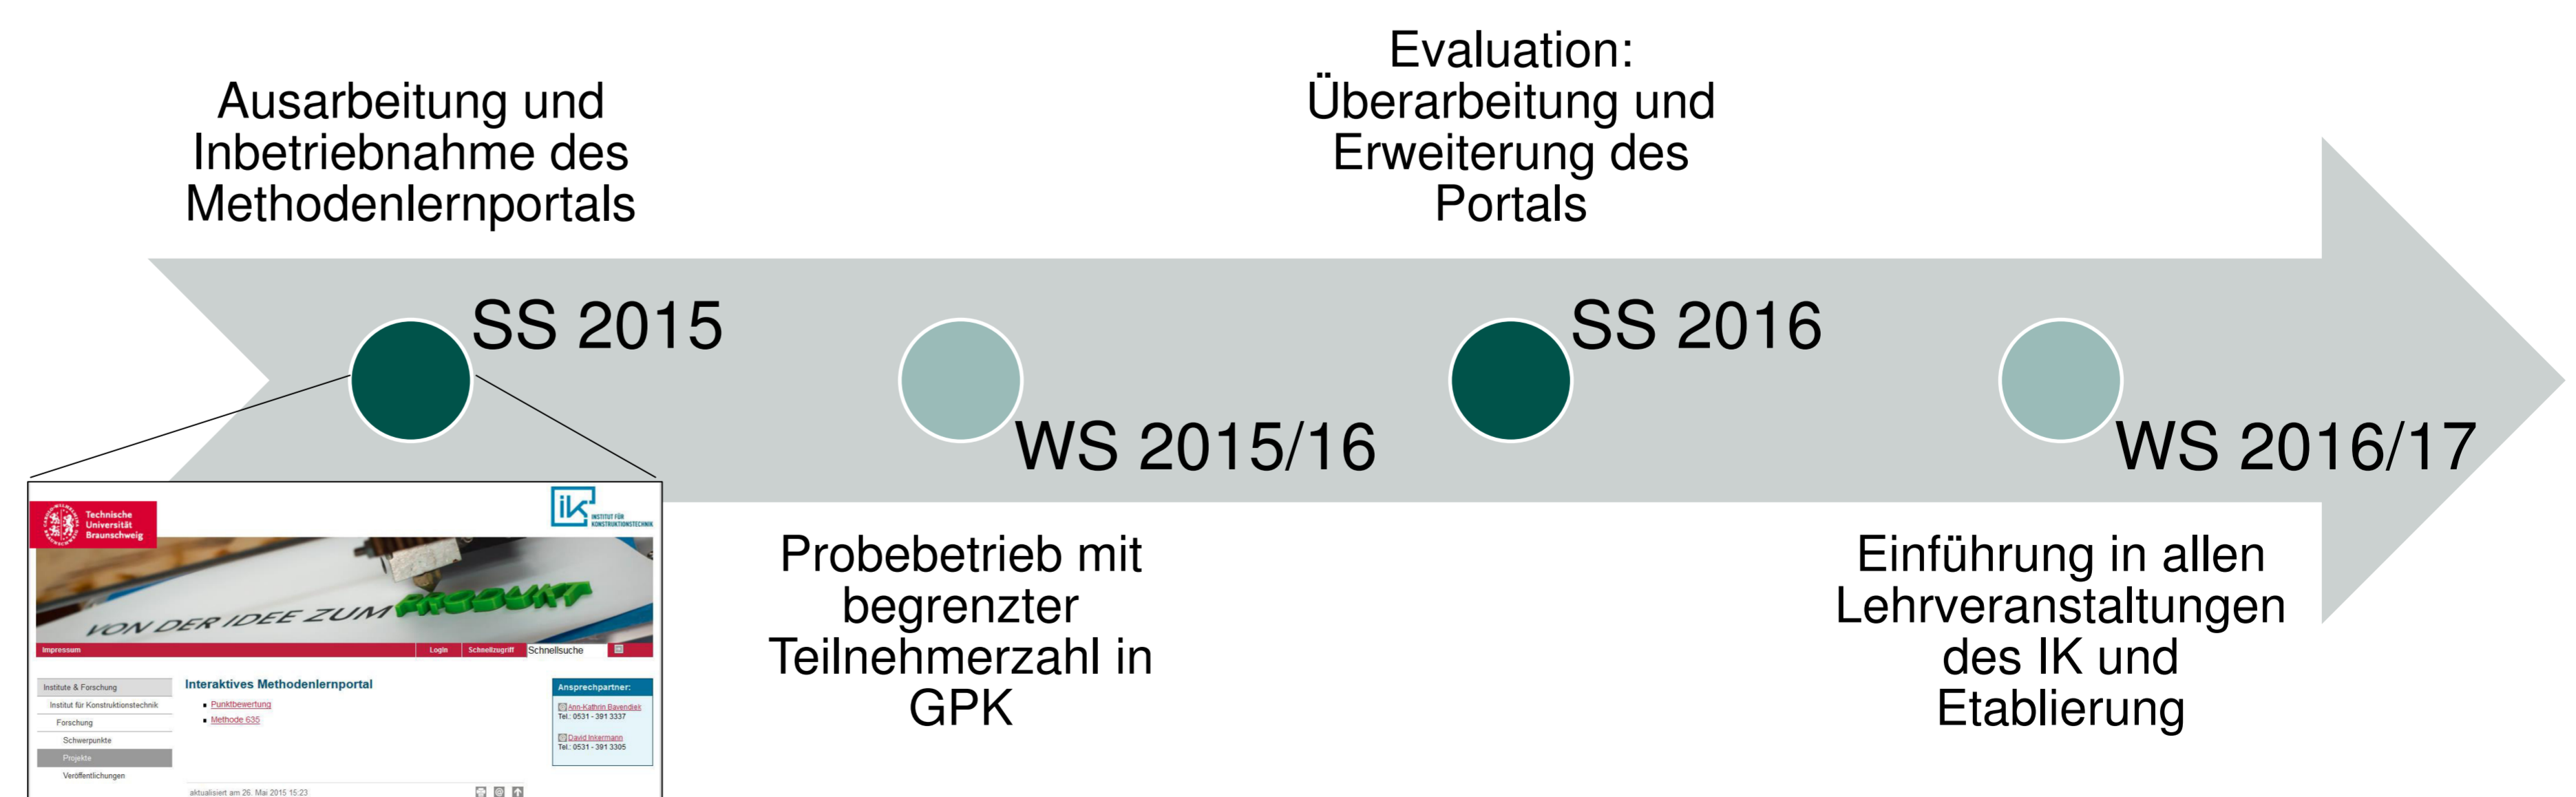 Ausarbeitung und
Inbetriebnahme des
Methodenlernportals
SS 2015
Evaluation:
Überarbeitung und
Erweiterung des
Portals
SS 2016
WS 2015/16
Probebetrieb mit
begrenzter
Teilnehmerzahl in
GPK
WS 2016/17
Einführung in allen
Lehrveranstaltungen
des IK und
Etablierung
Technische
Universität
Braunschweig
ik
INSTITUT FÜR
KONSTRUKTIONSTECHNIK
VON DER IDEE ZUM PRODUKT
Impressum
Login
Schnellzugriff
Schnellsuche
Institute & Forschung
Institut für Konstruktionstechnik
Forschung
Schwerpunkte
Projekte
Veröffentlichungen
Interaktives Methodenlernportal
Punktbewertung
Methode 635
aktualisiert am 26. Mai 2015 15:23
Ansprechpartner:
Ann-Kathrin Bavendiek
Tel.: 0531 - 391 3337
David Inkermann
Tel.: 0531 - 391 3305